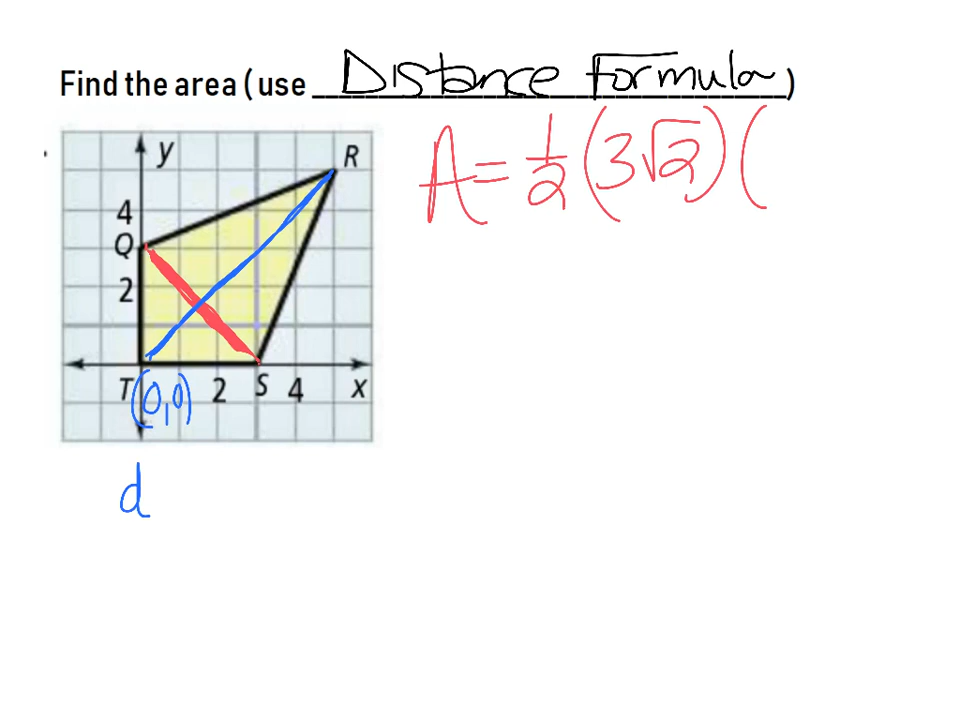 Find the area ( use Distance Formula )
A = 1/2 (3√2) (
y
R
4
Q
2
T (0,0) 2 S 4 x
d